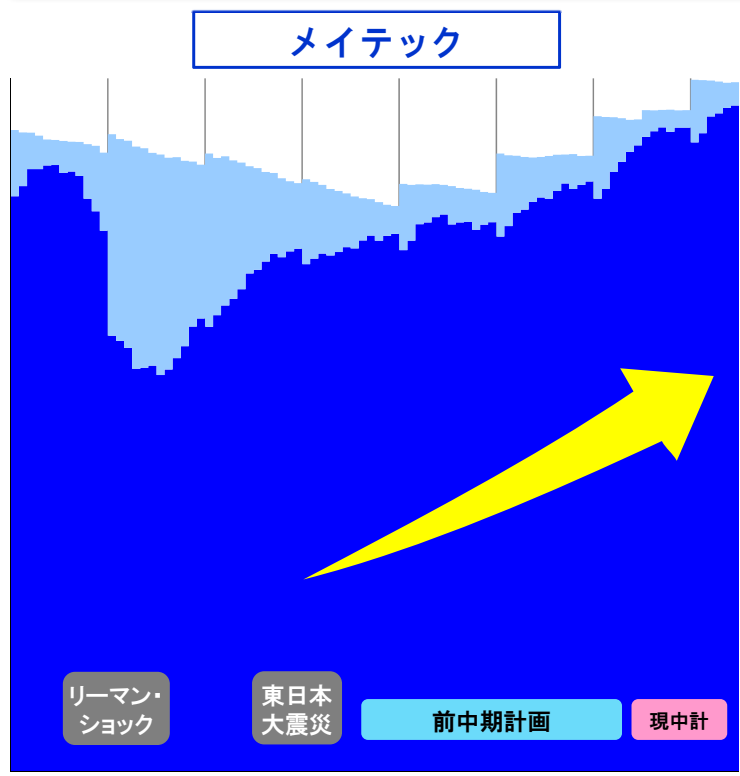 メイテック
リーマン・
ショック
東日本
大震災
前中期計画
現中計